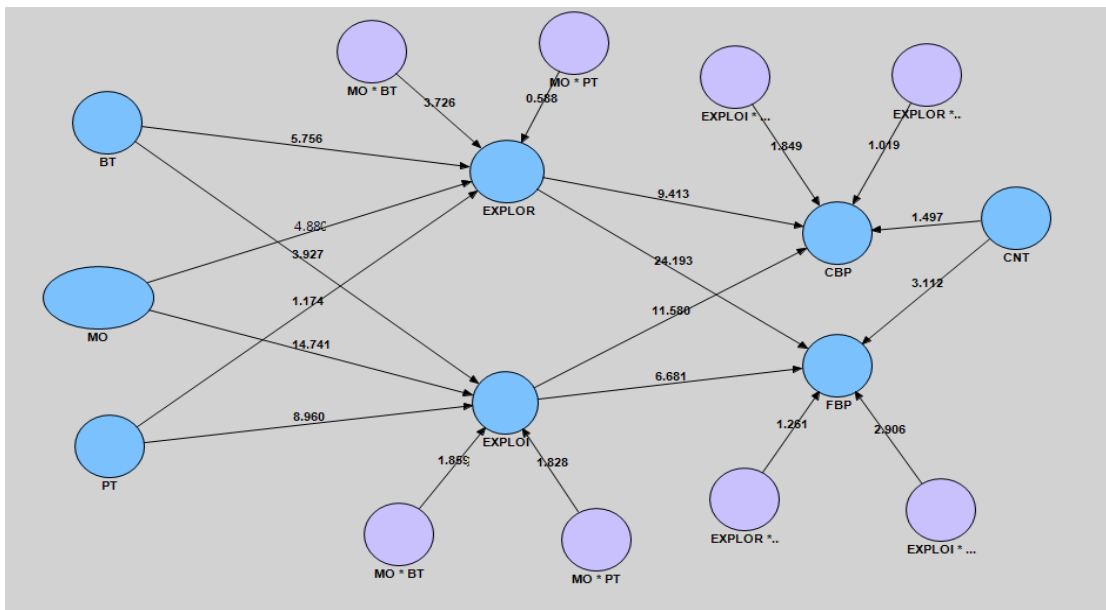 MO * BT
MO * PT
3.726
0.588
EXPLOI * ...
EXPLOR *..
1.849
1.019
BT
5.756
EXPLOR
9.413
CBP
1.497
CNT
4.880
3.927
24.193
3.112
MO
1.174
11.580
14.741
6.681
FBP
PT
8.960
EXPLOI
1.261
2.906
1.859
1.828
MO * BT
MO * PT
EXPLOR *..
EXPLOI * ...